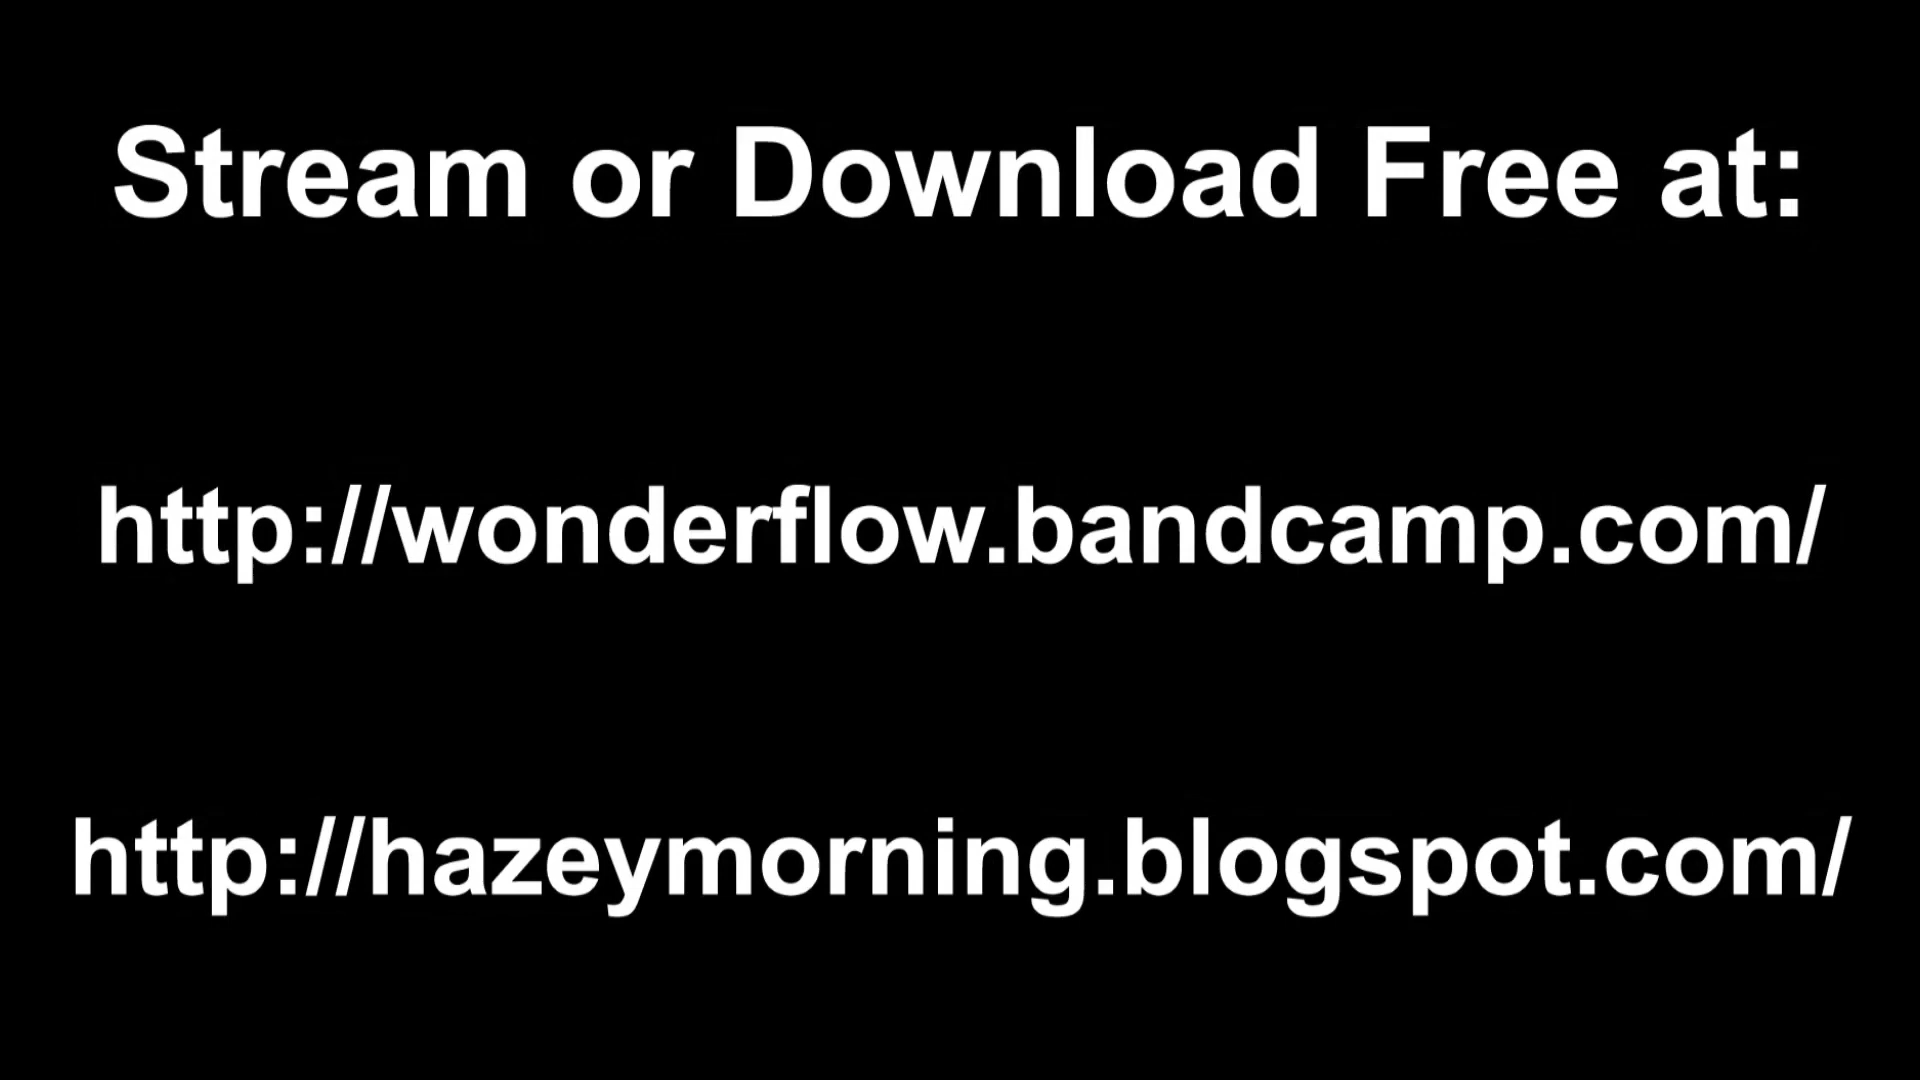 Stream or Download Free at:
http://wonderflow.bandcamp.com/
http://hazeymorning.blogspot.com/